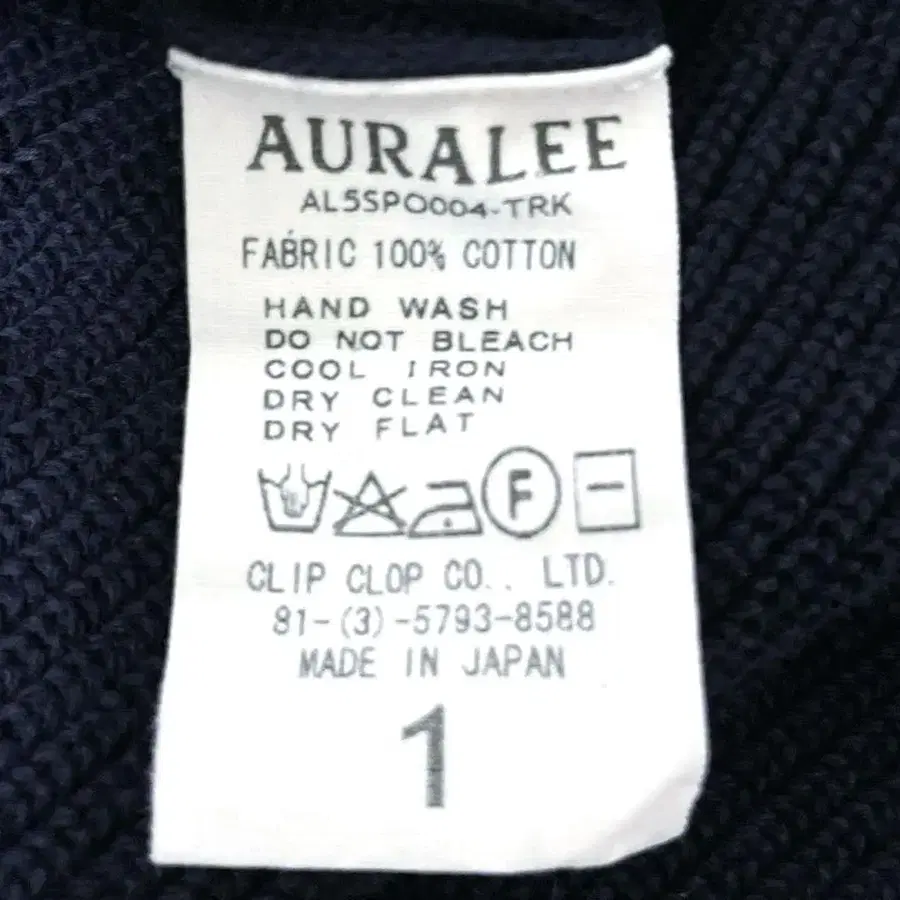 AURALEE
AL5SPO004-TRK
FABRIC 100% COTTON
HAND WASH
DO NOT BLEACH
COOL IRON
DRY CLEAN
DRY FLAT
F
CLIP CLOP CO., LTD.
81-(3)-5793-8588
MADE IN JAPAN
1